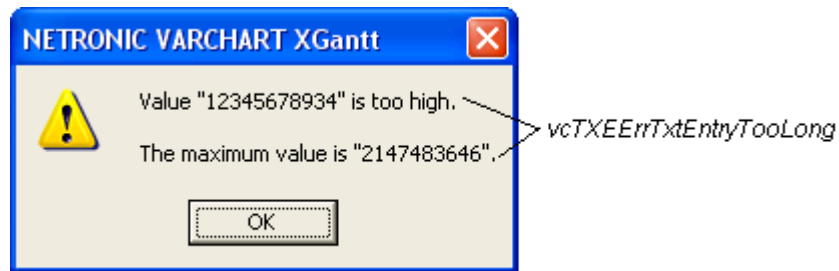 NETRONIC VARCHART XGantt
Value "12345678934" is too high.
The maximum value is "2147483646".
vcTXEErrTxtEntryTooLong
OK